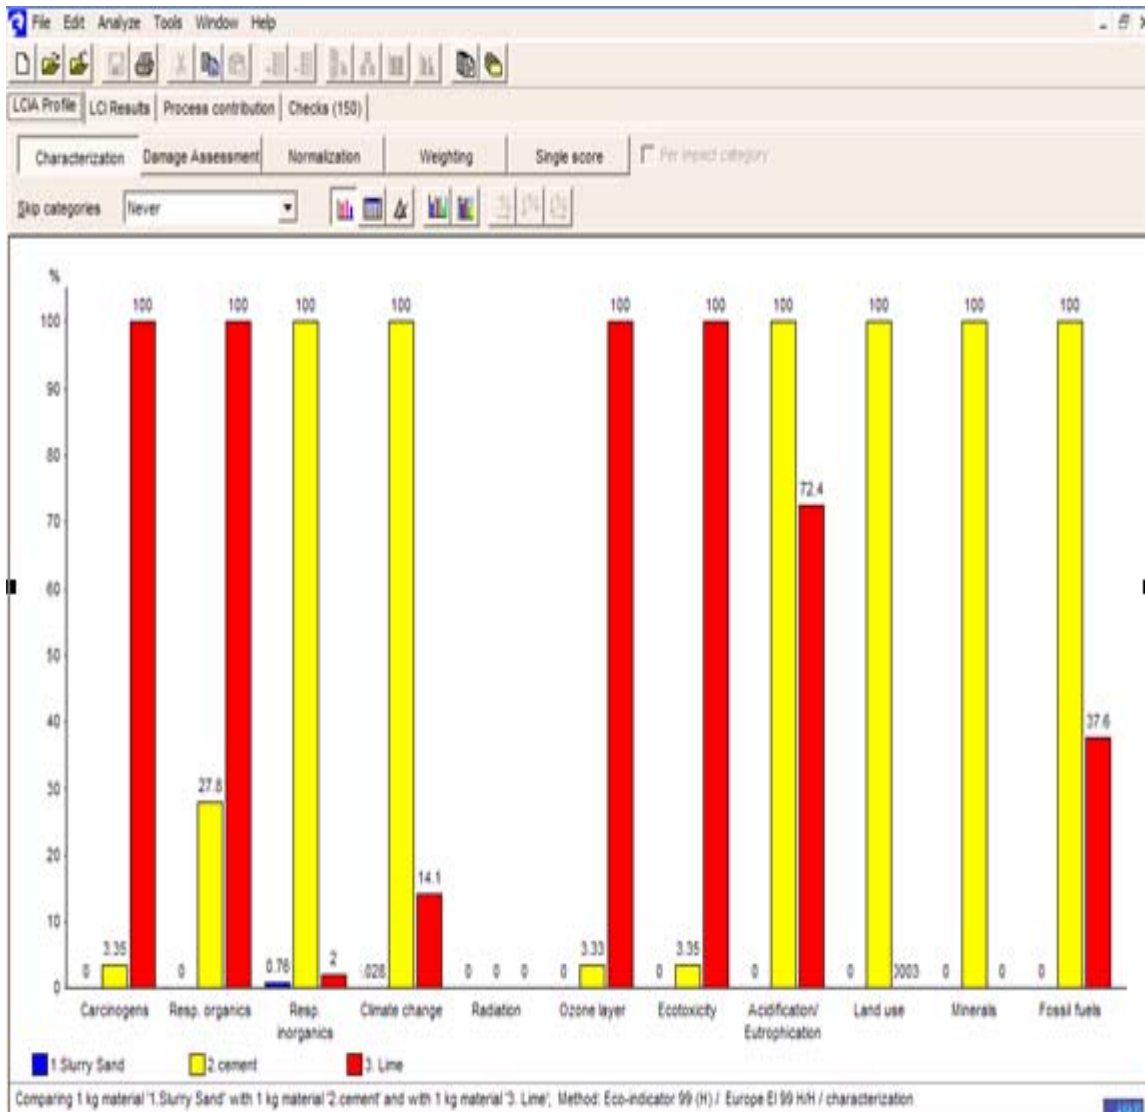 File Edit Analyze Tools Window Help
LCIA Profile LCI Results Process contribution Checks (150)
Characterization Damage Assessment Normalization Weighting Single score Per impact category
Skip categories Never
%
100 100 100 100 100 100 100 100 100 100
100
90
80
72.4
70
60
50
40
37.6
30
27.8
20
14.1
10
0 3.35 0 0.76 2 .028 0 0 0 0 3.33 0 3.35 0 0 .0003 0 0 0
0
Carcinogens Resp. organics Resp. inorganics Climate change Radiation Ozone layer Ecotoxicity Acidification/ Eutrophication Land use Minerals Fossil fuels
1.Slurry Sand 2.cement 3. Lime
Comparing 1 kg material '1.Slurry Sand' with 1 kg material '2.cement' and with 1 kg material '3. Lime'; Method: Eco-indicator 99 (H) / Europe EI 99 H/H / characterization